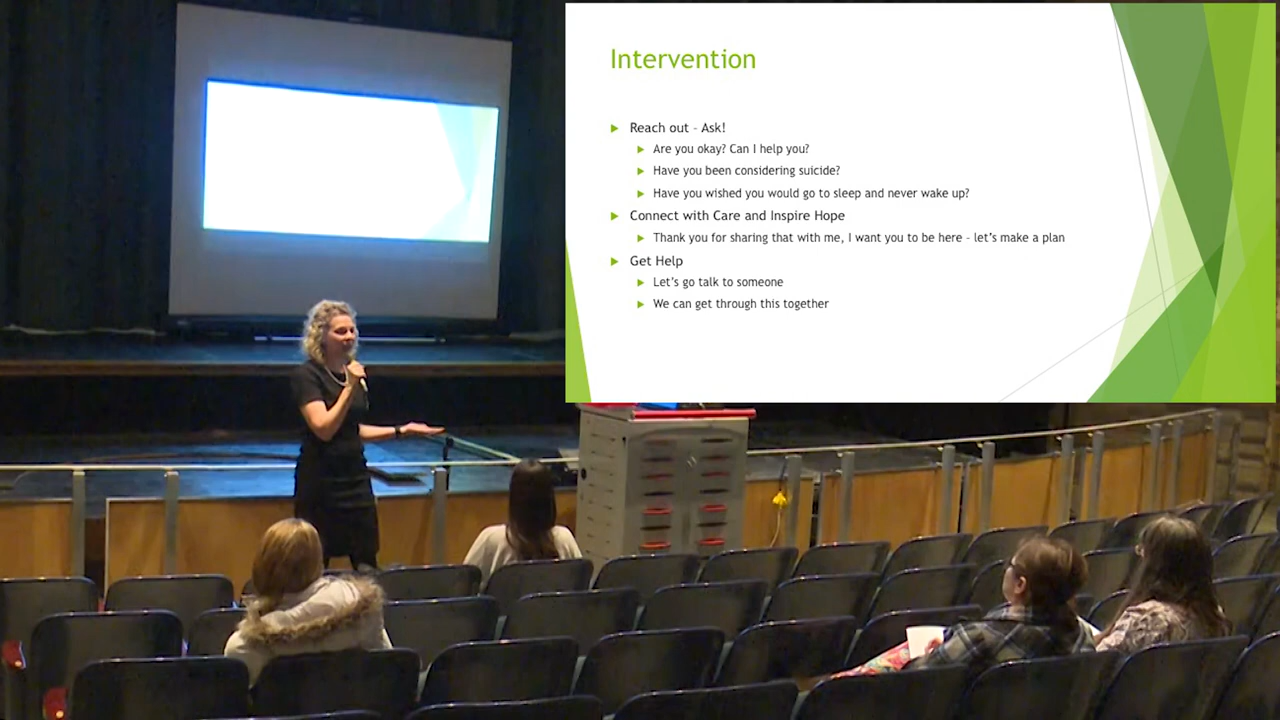 Intervention
Reach out – Ask!
Are you okay? Can I help you?
Have you been considering suicide?
Have you wished you would go to sleep and never wake up?
Connect with Care and Inspire Hope
Thank you for sharing that with me, I want you to be here – let's make a plan
Get Help
Let's go talk to someone
We can get through this together